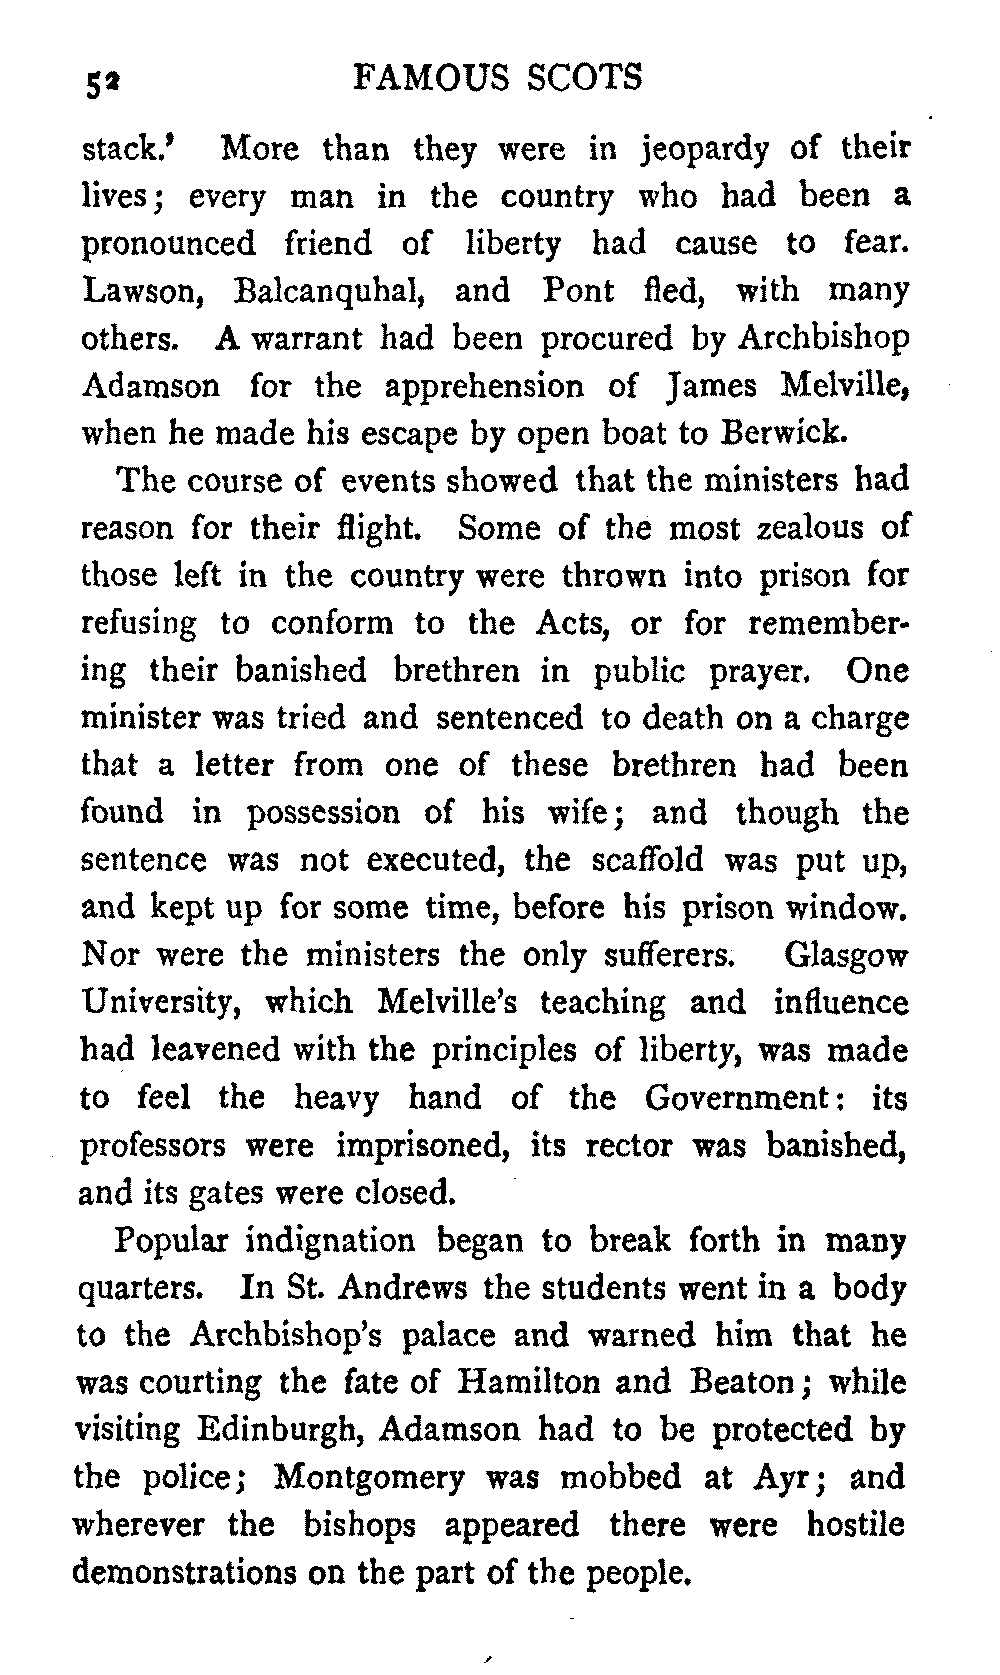 52 FAMOUS SCOTS
stack.’ More than they were in jeopardy of their
lives; every man in the country who had been a
pronounced friend of liberty had cause to fear.
Lawson, Balcanquhal, and Pont fled, with many
others. A warrant had been procured by Archbishop
Adamson for the apprehension of James Melville,
when he made his escape by open boat to Berwick.
The course of events showed that the ministers had
reason for their flight. Some of the most zealous of
those left in the country were thrown into prison for
refusing to conform to the Acts, or for remember-
ing their banished brethren in public prayer. One
minister was tried and sentenced to death on a charge
that a letter from one of these brethren had been
found in possession of his wife; and though the
sentence was not executed, the scaffold was put up,
and kept up for some time, before his prison window.
Nor were the ministers the only sufferers. Glasgow
University, which Melville’s teaching and influence
had leavened with the principles of liberty, was made
to feel the heavy hand of the Government: its
professors were imprisoned, its rector was banished,
and its gates were closed.
Popular indignation began to break forth in many
quarters. In St. Andrews the students went in a body
to the Archbishop’s palace and warned him that he
was courting the fate of Hamilton and Beaton; while
visiting Edinburgh, Adamson had to be protected by
the police; Montgomery was mobbed at Ayr; and
wherever the bishops appeared there were hostile
demonstrations on the part of the people.